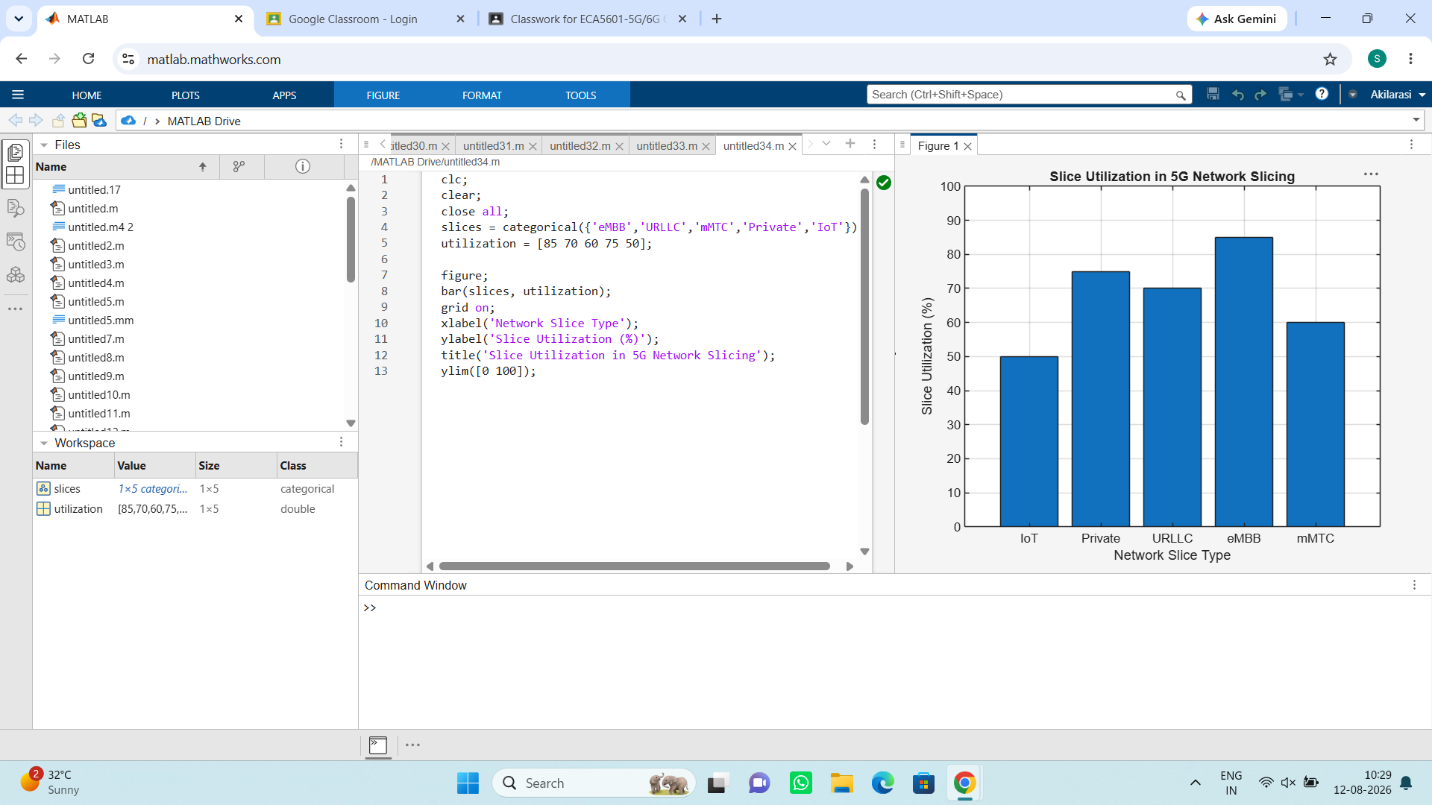 MATLAB
Google Classroom - Login
Classwork for ECA5601-5G/6G
Ask Gemini
matlab.mathworks.com
S
HOME
PLOTS
APPS
FIGURE
FORMAT
TOOLS
Search (Ctrl+Shift+Space)
Akilarasi
/ › MATLAB Drive
Files
Name
untitled.17
untitled.m
untitled.m4 2
untitled2.m
untitled3.m
untitled4.m
untitled5.m
untitled5.mm
untitled7.m
untitled8.m
untitled9.m
untitled10.m
untitled11.m
Workspace
Name Value Size Class
slices 1×5 categori... 1×5 categorical
utilization [85,70,60,75,... 1×5 double
itled30.m
untitled31.m
untitled32.m
untitled33.m
untitled34.m
/MATLAB Drive/untitled34.m
1 clc;
2 clear;
3 close all;
4 slices = categorical({'eMBB','URLLC','mMTC','Private','IoT'})
5 utilization = [85 70 60 75 50];
6
7 figure;
8 bar(slices, utilization);
9 grid on;
10 xlabel('Network Slice Type');
11 ylabel('Slice Utilization (%)');
12 title('Slice Utilization in 5G Network Slicing');
13 ylim([0 100]);
Figure 1
Slice Utilization in 5G Network Slicing
100
90
80
70
60
50
40
30
20
10
0
Slice Utilization (%)
IoT Private URLLC eMBB mMTC
Network Slice Type
Command Window
>>
2
32°C
Sunny
Search
ENG
IN
10:29
12-08-2026